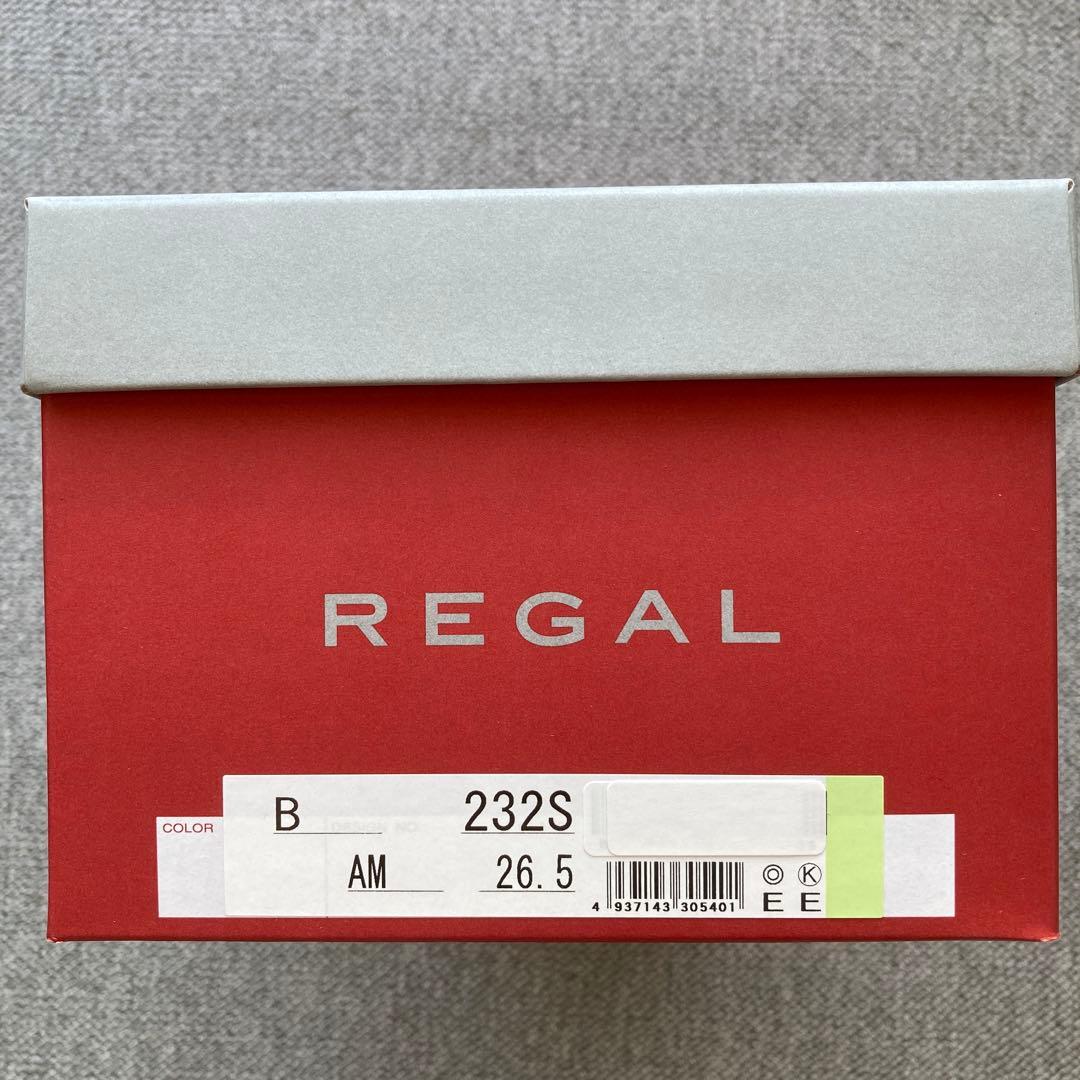 REGAL
B 232S
COLOR DESIGN NO.
AM 26.5
◎ Ⓚ
E E
4 937143 305401